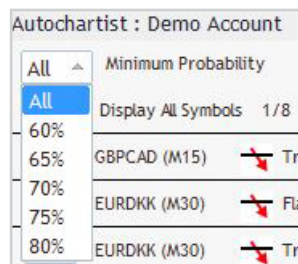 Autochartist : Demo Account
All Minimum Probability
All
Display All Symbols 1/8
60%
65% GBPCAD (M15) Tr
70%
75% EURDKK (M30) Fla
80% EURDKK (M30) Tr